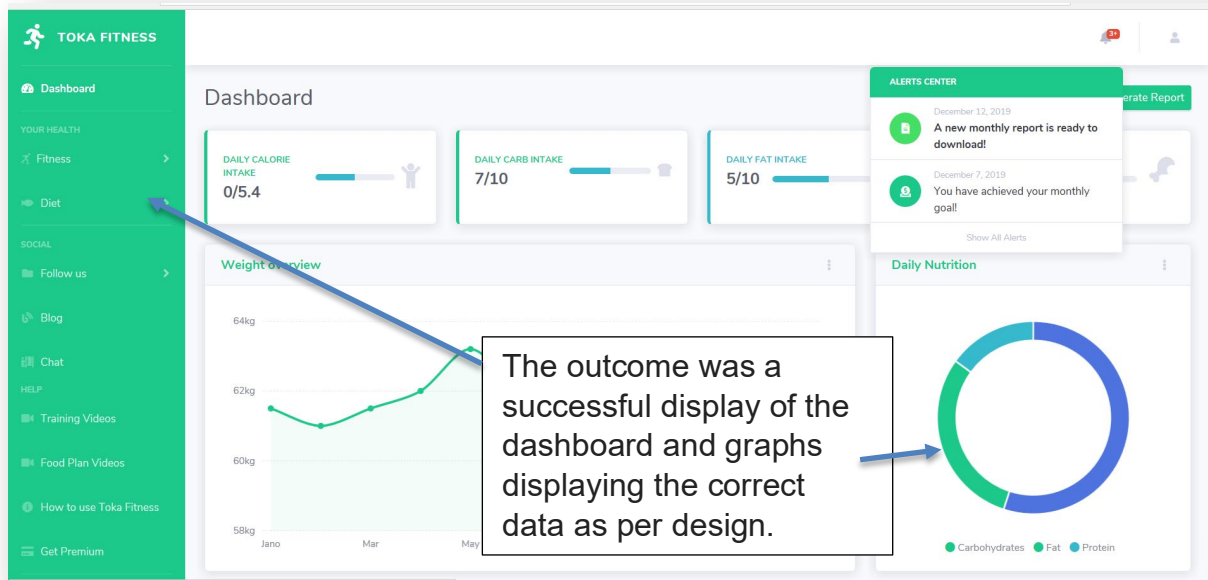 TOKA FITNESS
3+
Dashboard
YOUR HEALTH
Fitness
Diet
SOCIAL
Follow us
Blog
Chat
HELP
Training Videos
Food Plan Videos
How to use Toka Fitness
Get Premium
Dashboard
erate Report
ALERTS CENTER
December 12, 2019
A new monthly report is ready to
download!
December 7, 2019
You have achieved your monthly
goal!
Show All Alerts
DAILY CALORIE
INTAKE
0/5.4
DAILY CARB INTAKE
7/10
DAILY FAT INTAKE
5/10
Weight overview
64kg
62kg
60kg
58kg
Jano
Mar
May
The outcome was a
successful display of the
dashboard and graphs
displaying the correct
data as per design.
Daily Nutrition
Carbohydrates
Fat
Protein